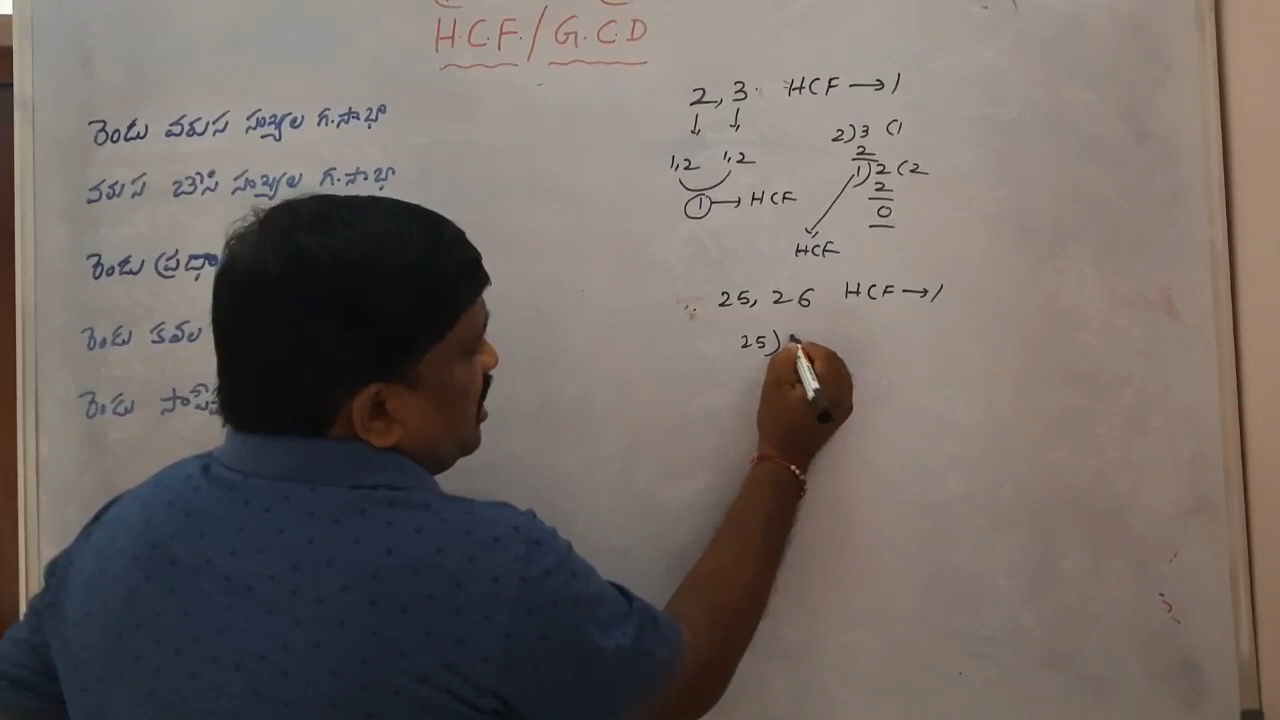 H.C.F. / G.C.D
రెండు వరుస సంఖ్యల గ.సా.భా
వరుస బేసి సంఖ్యల గ.సా.భా
రెండు
రెండు కవల
రెండు
2, 3 HCF → 1
1,2 1,2
1 → HCF
2)3 (1
2
1)2 (2
2
0
HCF
∴ 25, 26 HCF → 1
25)